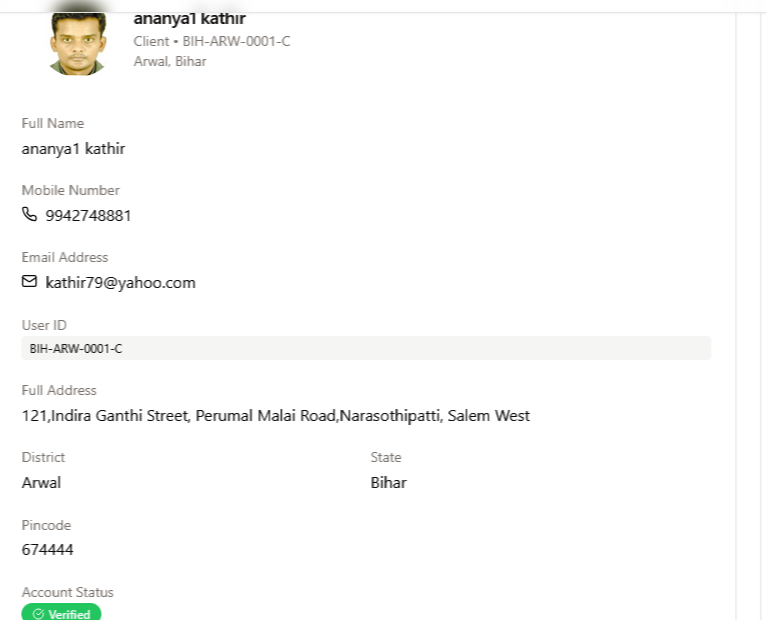 ananya1 kathir
Client • BIH-ARW-0001-C
Arwal, Bihar
Full Name
ananya1 kathir
Mobile Number
9942748881
Email Address
kathir79@yahoo.com
User ID
BIH-ARW-0001-C
Full Address
121,Indira Ganthi Street, Perumal Malai Road,Narasothipatti, Salem West
District State
Arwal Bihar
Pincode
674444
Account Status
Verified